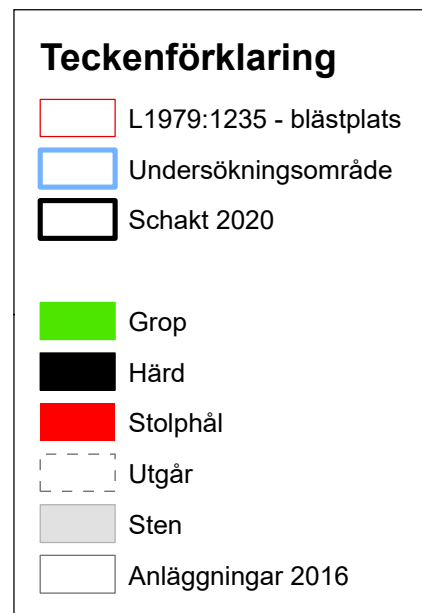 Teckenförklaring
L1979:1235 - blästplats
Undersökningsområde
Schakt 2020
Grop
Härd
Stolphål
Utgår
Sten
Anläggningar 2016